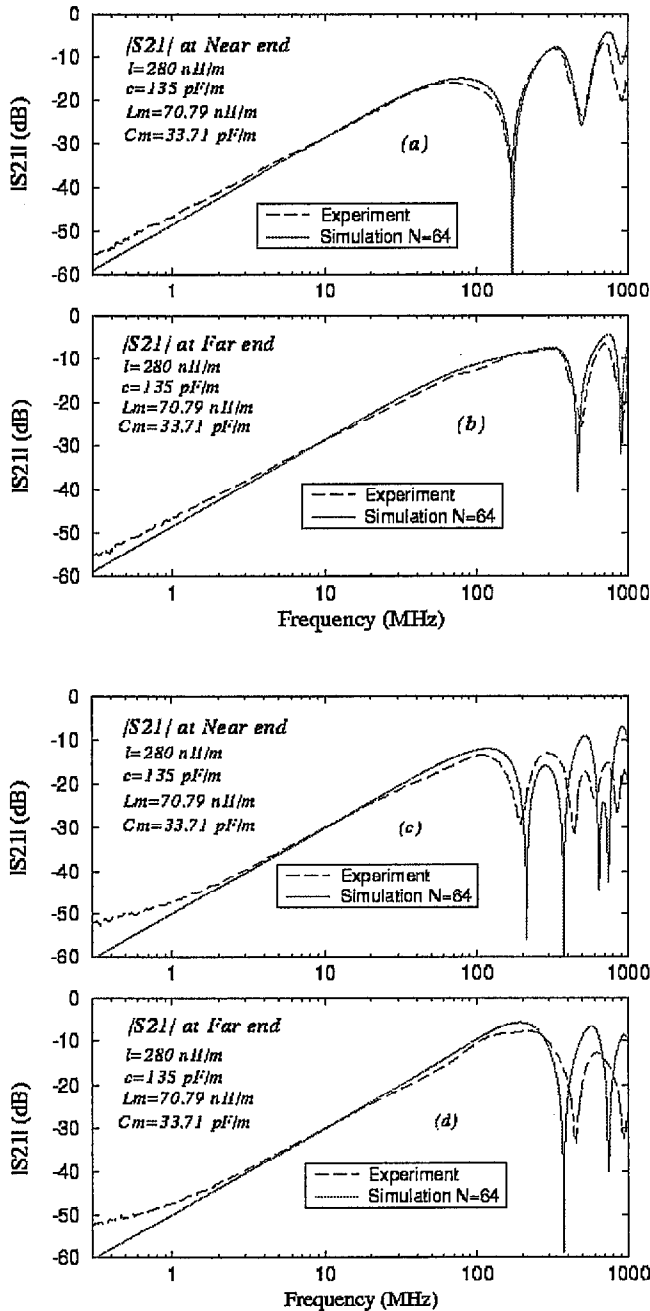 |S21| (dB)
-0
-10
-20
-30
-40
-50
-60
/S21/ at Near end
l=280 nH/m
c=135 pF/m
Lm=70.79 nH/m
Cm=33.71 pF/m
(a)
Experiment
Simulation N=64
1 10 100 1000
|S21| (dB)
-0
-10
-20
-30
-40
-50
-60
/S21/ at Far end
l=280 nH/m
c=135 pF/m
Lm=70.79 nH/m
Cm=33.71 pF/m
(b)
Experiment
Simulation N=64
1 10 100 1000
Frequency (MHz)
|S21| (dB)
0
-10
-20
-30
-40
-50
-60
/S21/ at Near end
l=280 nH/m
c=135 pF/m
Lm=70.79 nH/m
Cm=33.71 pF/m
(c)
Experiment
Simulation N=64
1 10 100 1000
|S21| (dB)
-0
-10
-20
-30
-40
-50
-60
/S21/ at Far end
l=280 nH/m
c=135 pF/m
Lm=70.79 nH/m
Cm=33.71 pF/m
(d)
Experiment
Simulation N=64
1 10 100 1000
Frequency (MHz)